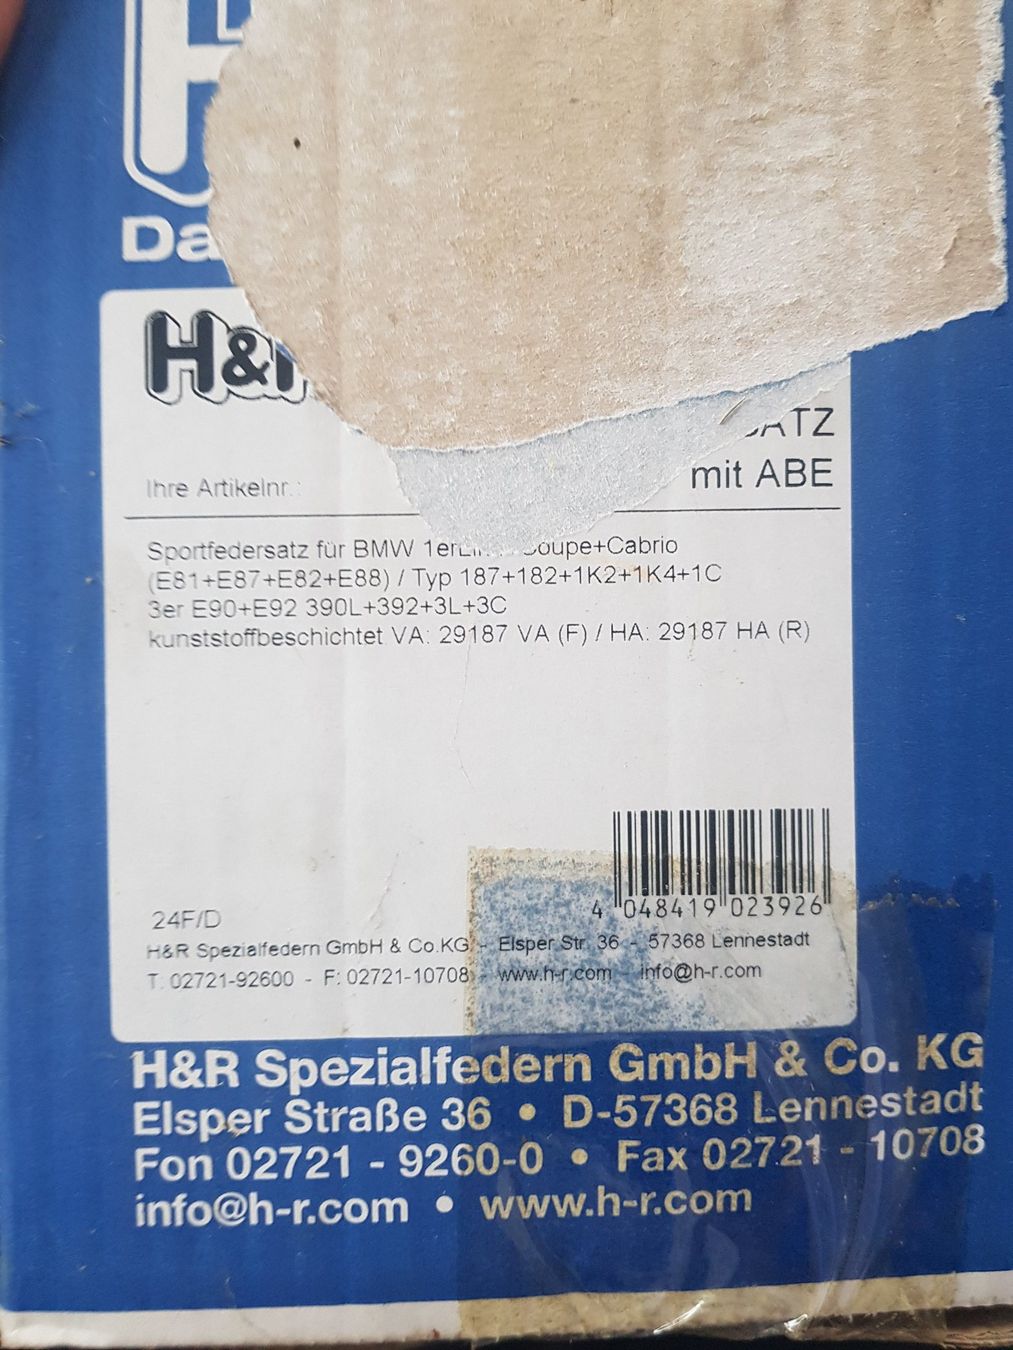 H&R
ATZ
mit ABE
Ihre Artikelnr.:
Sportfedersatz für BMW Coupe+Cabrio
(E81+E87+E82+E88) / Typ 187+182+1K2+1K4+1C
3er E90+E92 390L+392+3L+3C
kunststoffbeschichtet VA: 29187 VA (F) / HA: 29187 HA (R)
4 048419 023926
24F/D
H&R Spezialfedern GmbH & Co.KG - Elsper Str. 36 - 57368 Lennestadt
T: 02721-92600 - F: 02721-10708 - www.h-r.com - info@h-r.com
H&R Spezialfedern GmbH & Co. KG
Elsper Straße 36 • D-57368 Lennestadt
Fon 02721 - 9260-0 • Fax 02721 - 10708
info@h-r.com • www.h-r.com